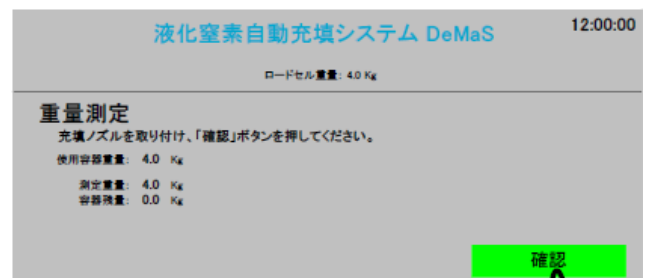 液化窒素自動充填システム DeMaS
12:00:00
ロードセル重量: 4.0 Kg
重量測定
充填ノズルを取り付け、「確認」ボタンを押してください。
使用容器重量: 4.0 Kg
測定重量: 4.0 Kg
容器残量: 0.0 Kg
確認